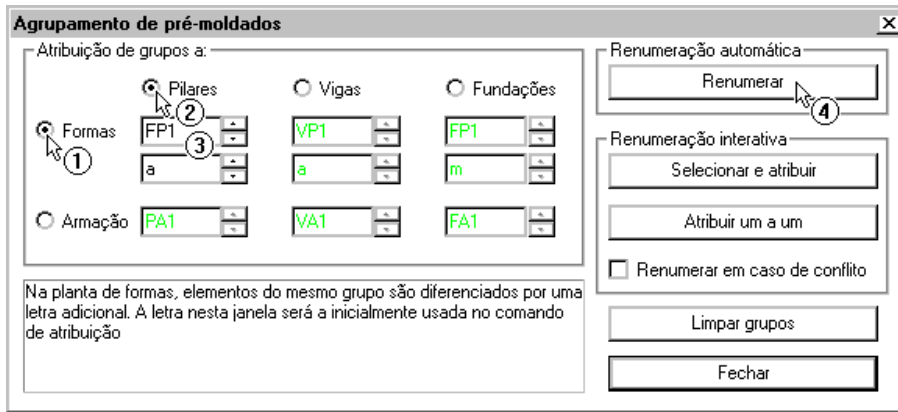 Agrupamento de pré-moldados
Atribuição de grupos a:
Pilares
Vigas
Fundações
2
Formas
1
FP1
3
VP1
FP1
a
a
m
Armação
PA1
VA1
FA1
Na planta de formas, elementos do mesmo grupo são diferenciados por uma
letra adicional. A letra nesta janela será a inicialmente usada no comando
de atribuição
Renumeração automática
Renumerar
4
Renumeração interativa
Selecionar e atribuir
Atribuir um a um
Renumerar em caso de conflito
Limpar grupos
Fechar